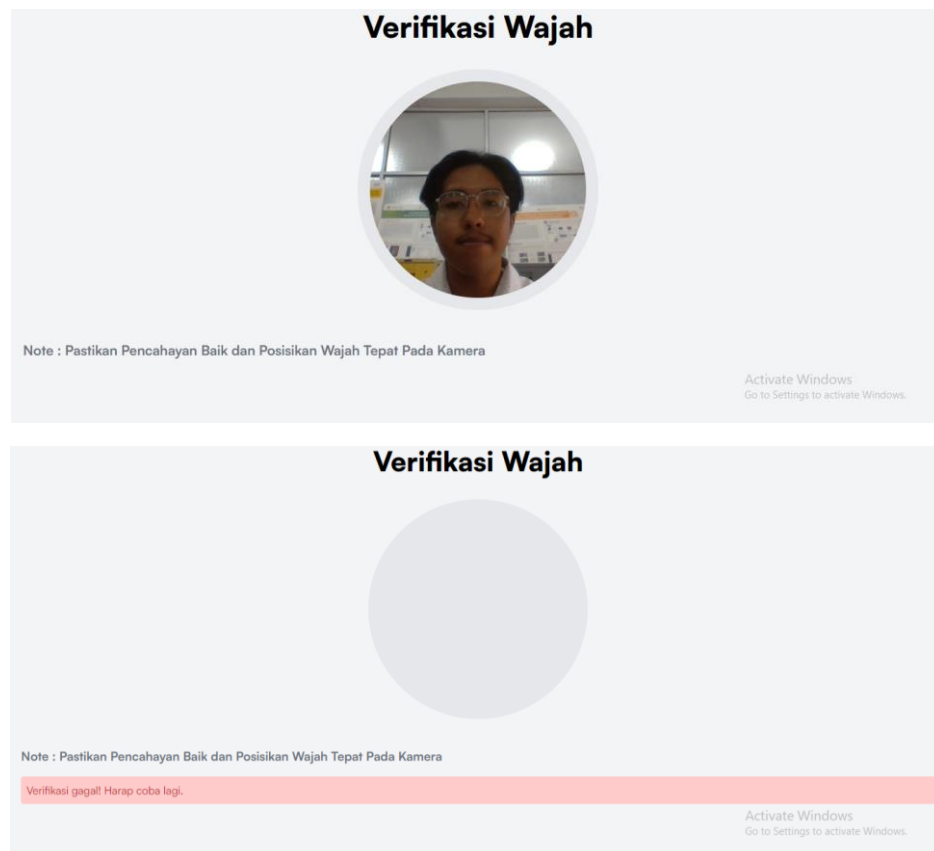 Verifikasi Wajah
Note : Pastikan Pencahayan Baik dan Posisikan Wajah Tepat Pada Kamera
Activate Windows
Go to Settings to activate Windows.
Verifikasi Wajah
Note : Pastikan Pencahayan Baik dan Posisikan Wajah Tepat Pada Kamera
Verifikasi gagal! Harap coba lagi.
Activate Windows
Go to Settings to activate Windows.